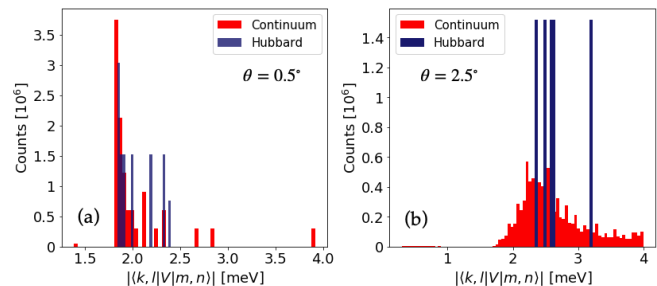 Continuum
Hubbard
θ = 0.5°
(a)
Counts [10⁶]
3.5
3
2.5
2
1.5
1
0.5
0
1.5 2.0 2.5 3.0 3.5 4.0
|⟨k, l|V|m, n⟩| [meV]
Continuum
Hubbard
θ = 2.5°
(b)
Counts [10⁶]
1.4
1.2
1
0.8
0.6
0.4
0.2
0
1 2 3 4
|⟨k, l|V|m, n⟩| [meV]